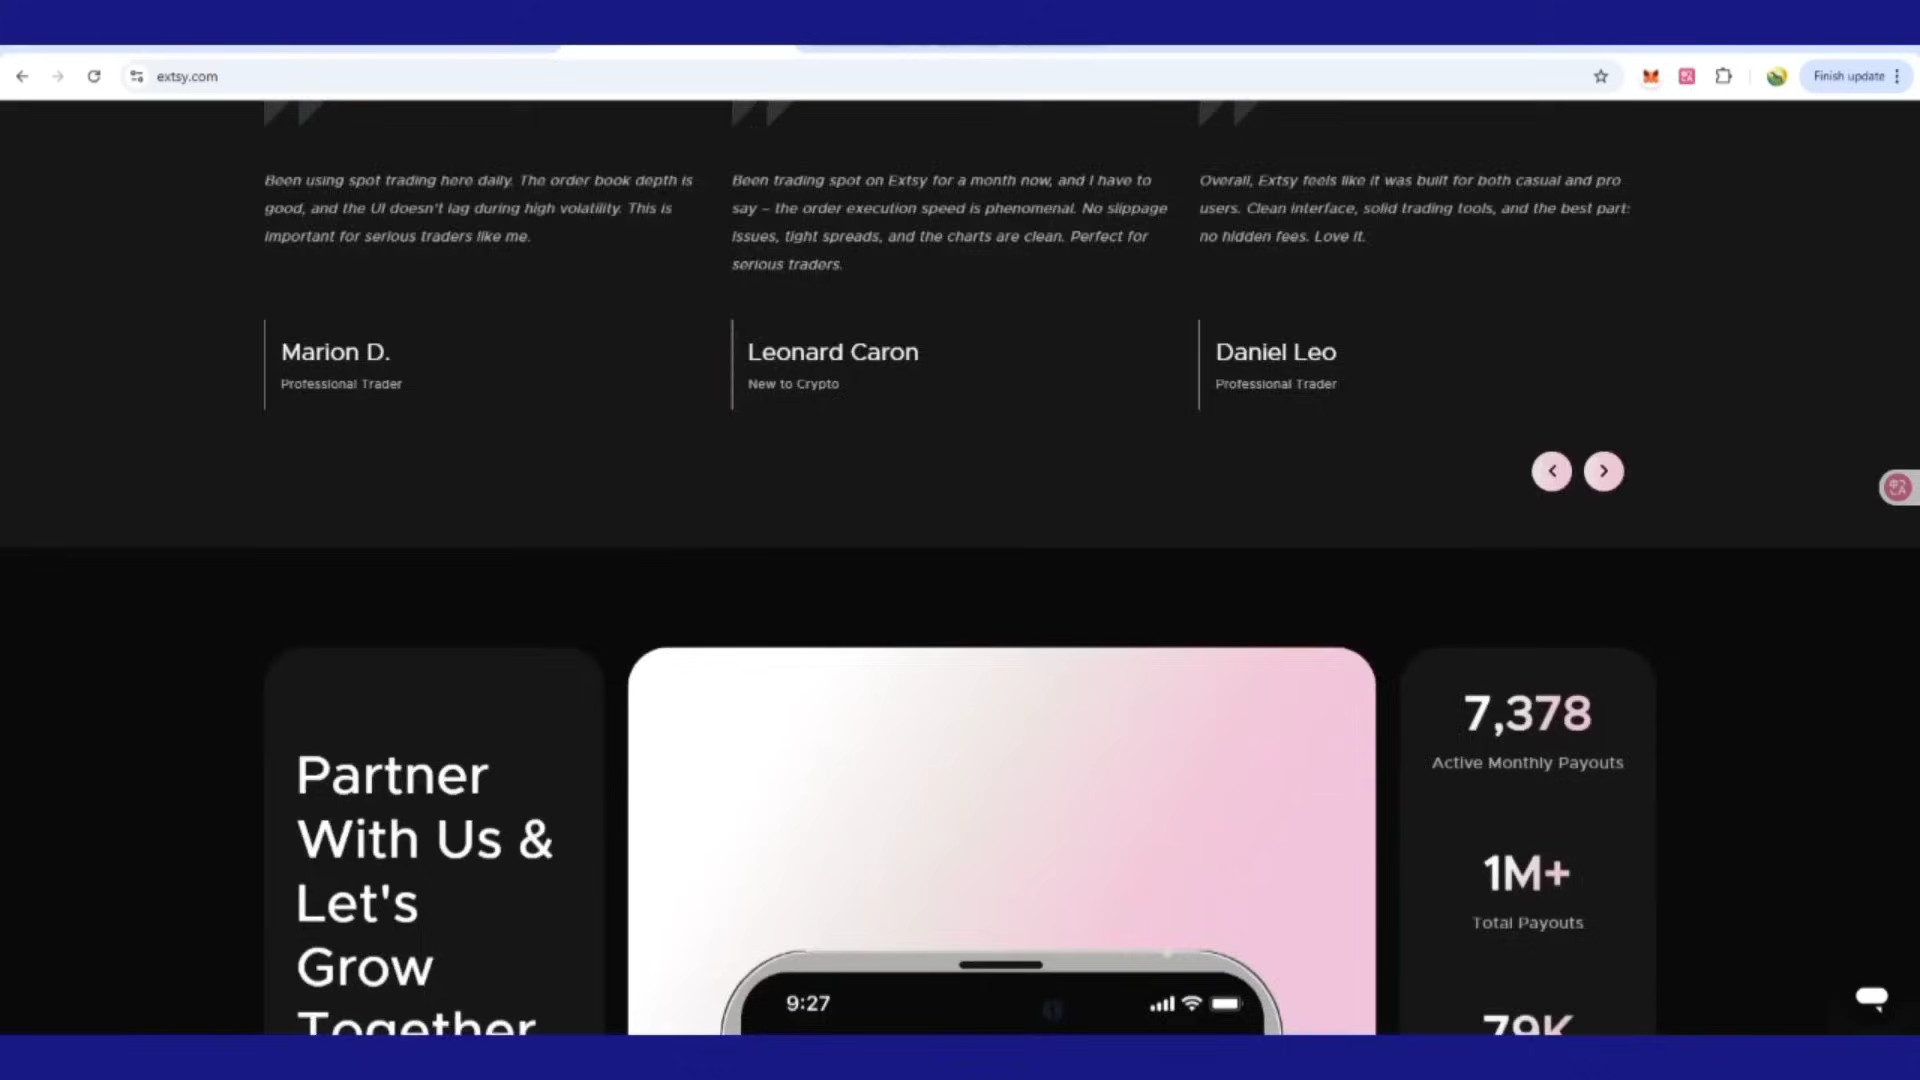 extsy.com
Finish update
Been using spot trading here daily. The order book depth is
good, and the UI doesn't lag during high volatility. This is
important for serious traders like me.
Marion D.
Professional Trader
Been trading spot on Extsy for a month now, and I have to
say – the order execution speed is phenomenal. No slippage
issues, tight spreads, and the charts are clean. Perfect for
serious traders.
Leonard Caron
New to Crypto
Overall, Extsy feels like it was built for both casual and pro
users. Clean interface, solid trading tools, and the best part:
no hidden fees. Love it.
Daniel Leo
Professional Trader
Partner
With Us &
Let's
Grow
Together
9:27
7,378
Active Monthly Payouts
1M+
Total Payouts
79K